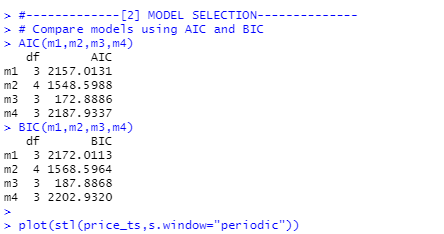 > #-------------[2] MODEL SELECTION--------------
> # Compare models using AIC and BIC
> AIC(m1,m2,m3,m4)
   df       AIC
m1  3 2157.0131
m2  4 1548.5988
m3  3  172.8886
m4  3 2187.9337
> BIC(m1,m2,m3,m4)
   df       BIC
m1  3 2172.0113
m2  4 1568.5964
m3  3  187.8868
m4  3 2202.9320
>
> plot(stl(price_ts,s.window="periodic"))